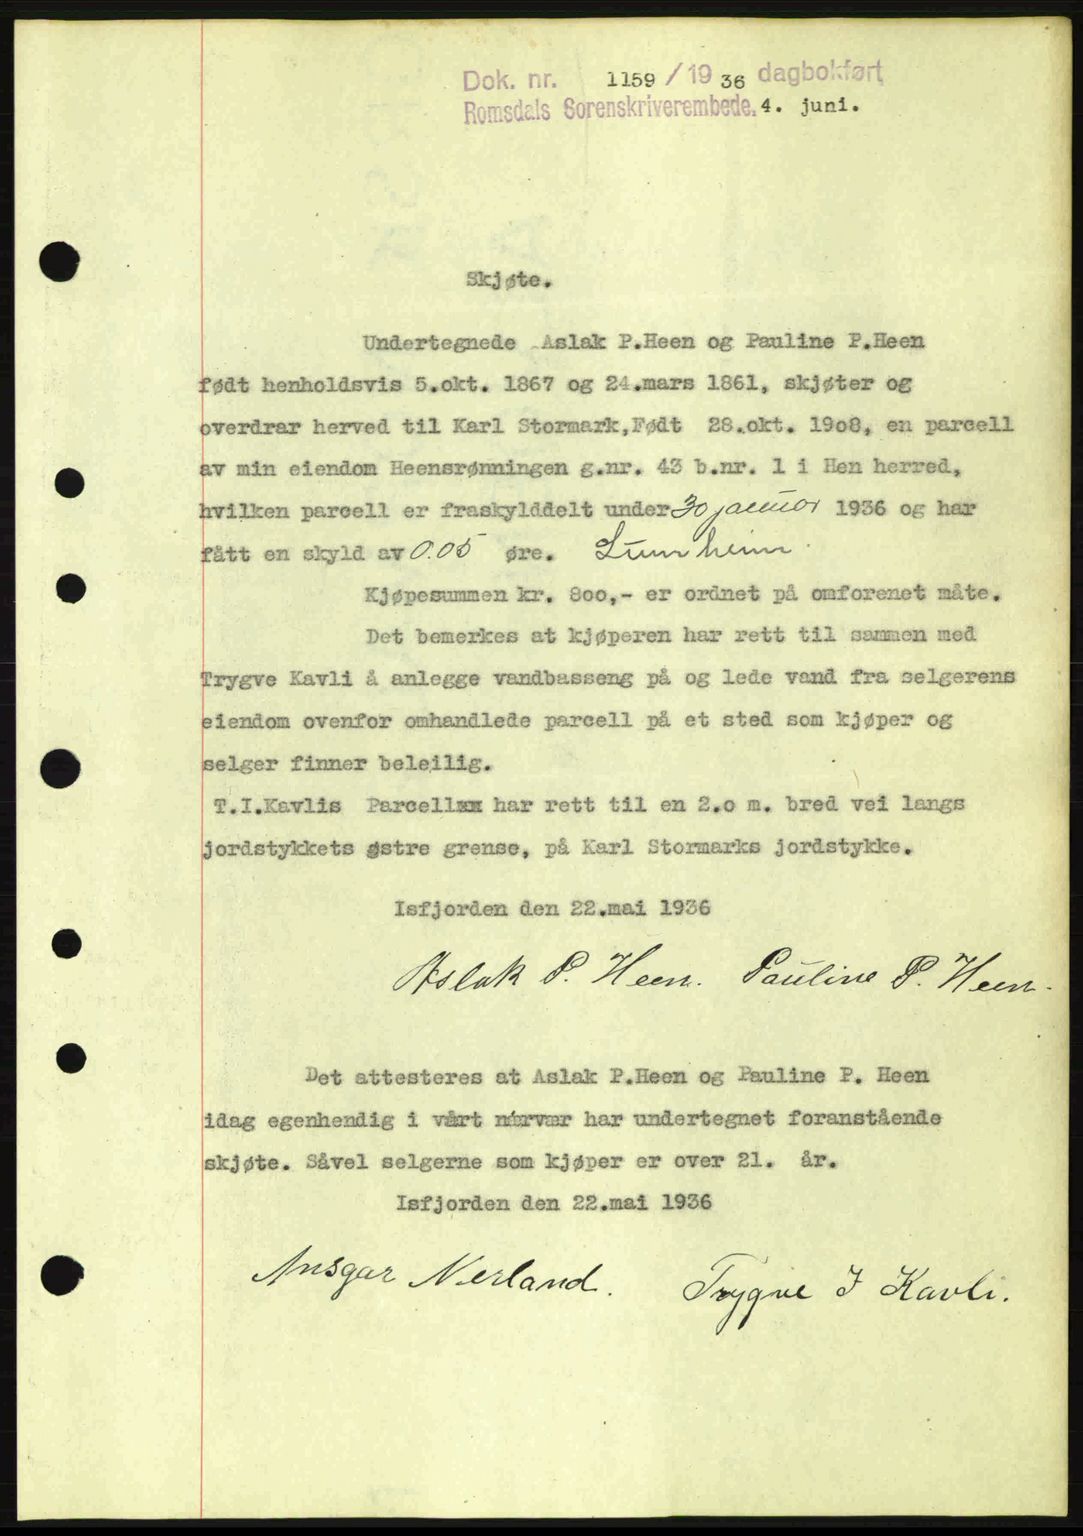 Dok. nr. 1159 / 19 36 dagbokført
Romsdals Sorenskriverembede. 4. juni.
Skjøte.
Undertegnede Aslak P.Heen og Pauline P.Heen
født henholdsvis 5.okt. 1867 og 24.mars 1861, skjøter og
overdrar herved til Karl Stormark,Født 28.okt. 19o8, en parcell
av min eiendom Heensrønningen g.nr. 43 b.nr. 1 i Hen herred,
hvilken parcell er fraskylddelt under 30 januar 1936 og har
fått en skyld av 0.05 øre.
Kjøpesummen kr. 8oo,- er ordnet på omforenet måte.
Det bemerkes at kjøperen har rett til sammen med
Trygve Kavli å anlegge vandbasseng på og lede vand fra selgerens
eiendom ovenfor omhandlede parcell på et sted som kjøper og
selger finner beleilig.
T.I.Kavlis Parcellxx har rett til en 2.o m. bred vei langs
jordstykkets østre grense, på Karl Stormarks jordstykke.
Isfjorden den 22.mai 1936
Aslak P. Heen. Pauline P. Heen.
Det attesteres at Aslak P.Heen og Pauline P. Heen
idag egenhendig i vårt nærvær har undertegnet foranstående
skjøte. Såvel selgerne som kjøper er over 21. år.
Isfjorden den 22.mai 1936
Ansgar Nerland. Trygve I Kavli.